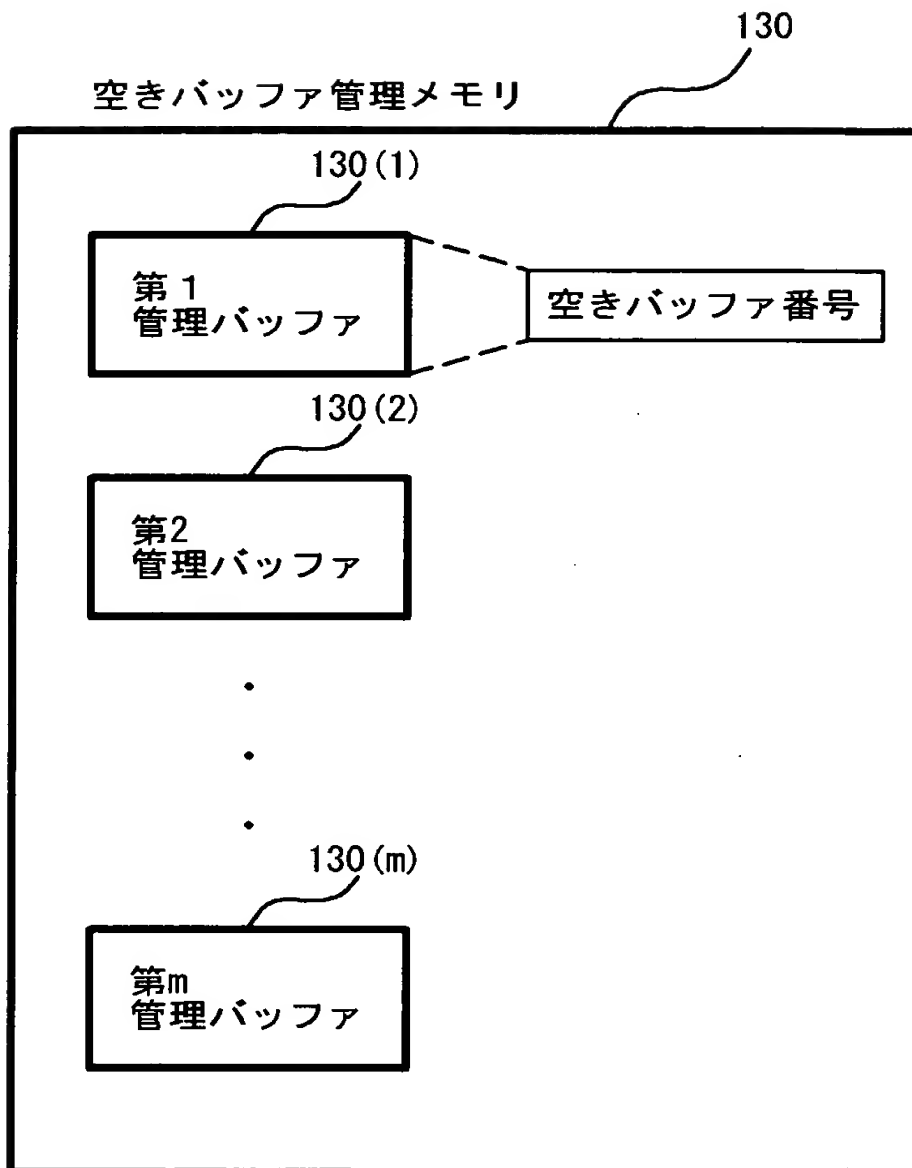 130
空きバッファ管理メモリ
130(1)
第1
管理バッファ
空きバッファ番号
130(2)
第2
管理バッファ
130(m)
第m
管理バッファ